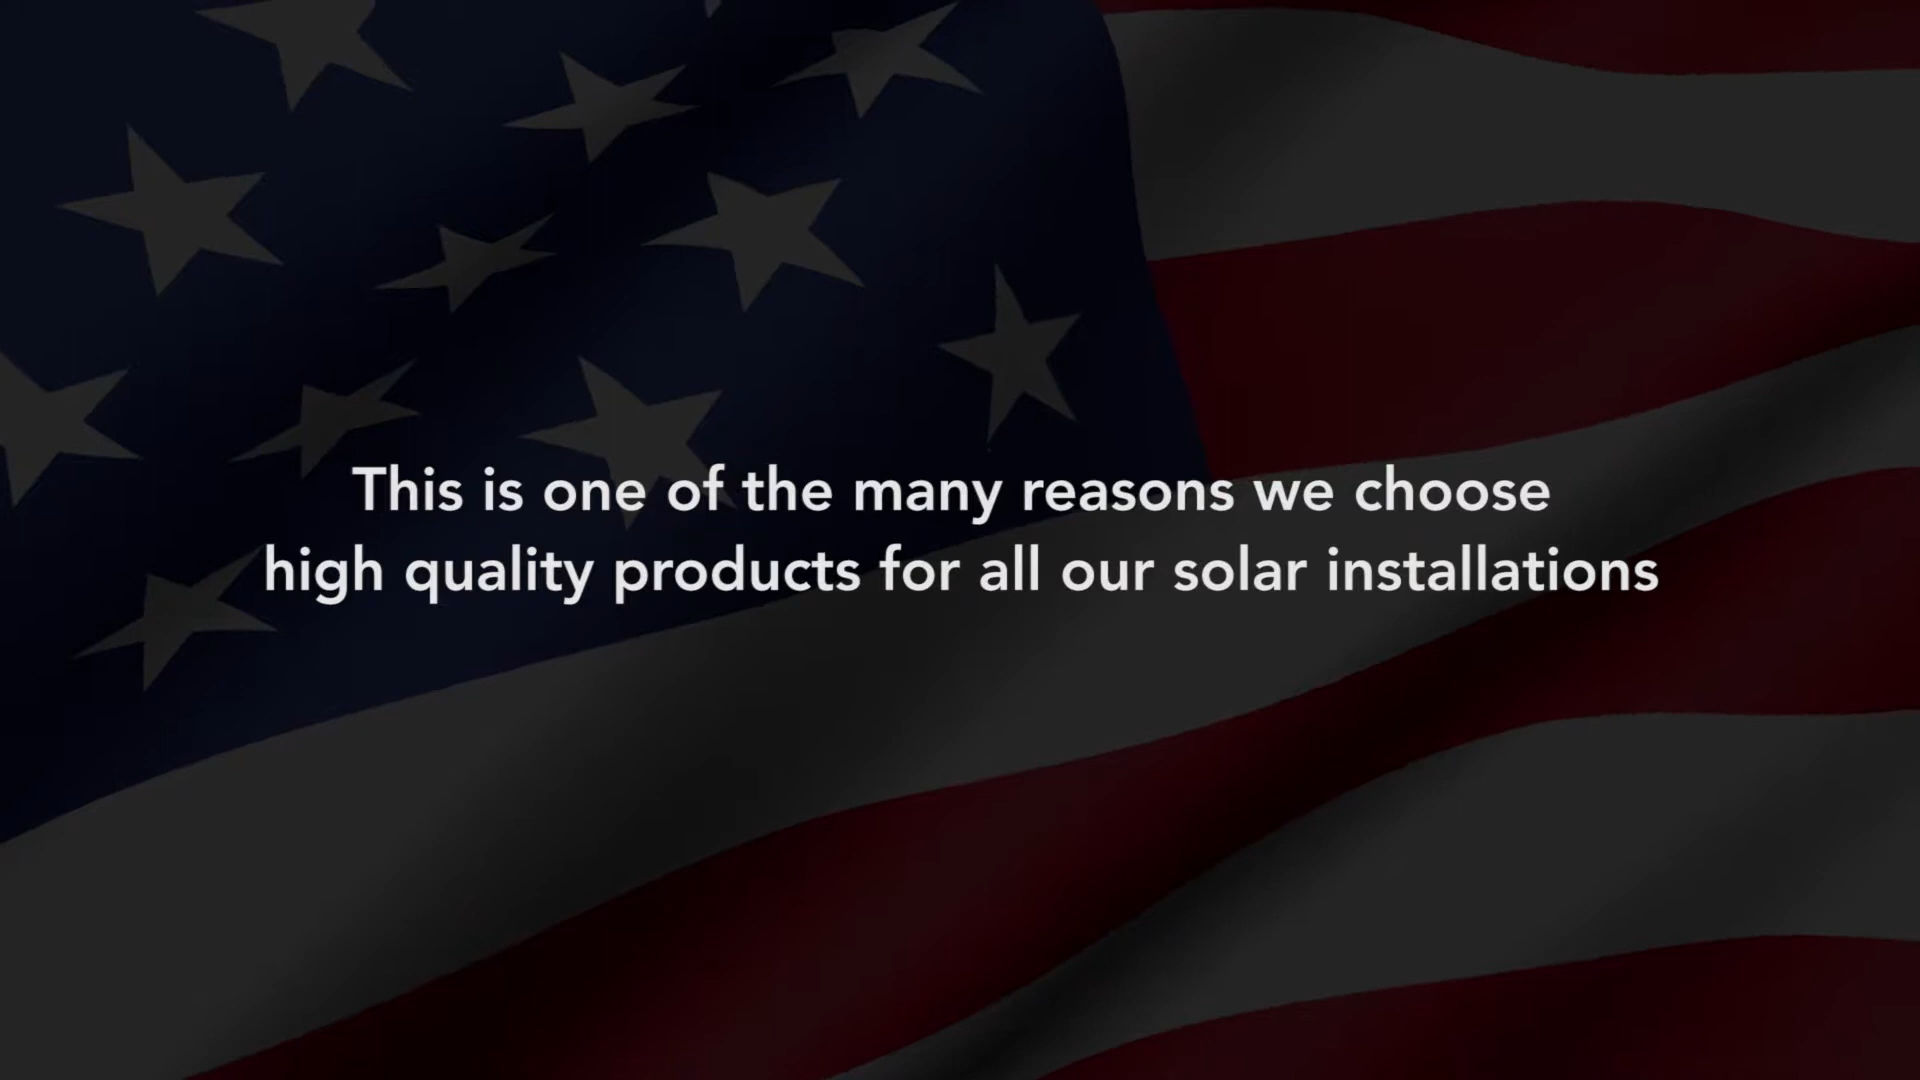 This is one of the many reasons we choose
high quality products for all our solar installations